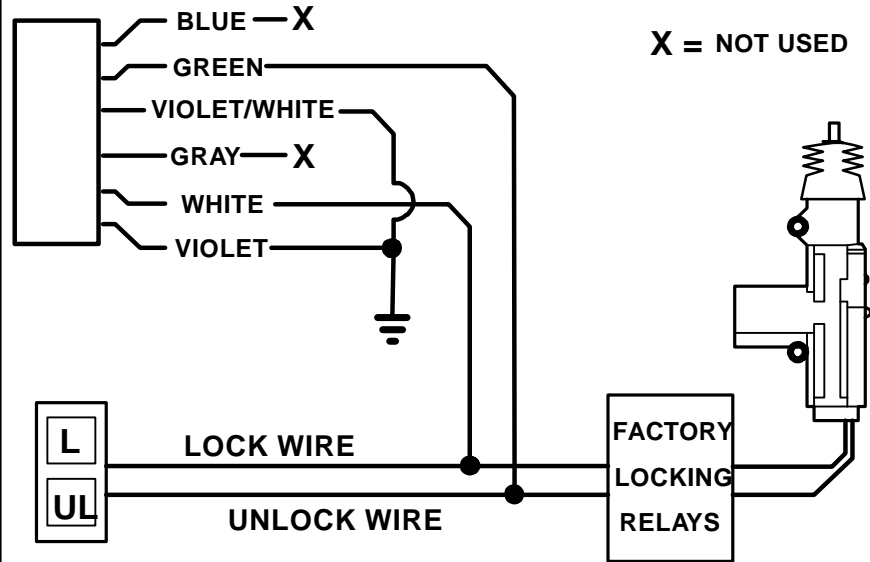 BLUE X
X = NOT USED
GREEN
VIOLET/WHITE
GRAY X
WHITE
VIOLET
L
LOCK WIRE
UL
UNLOCK WIRE
FACTORY
LOCKING
RELAYS